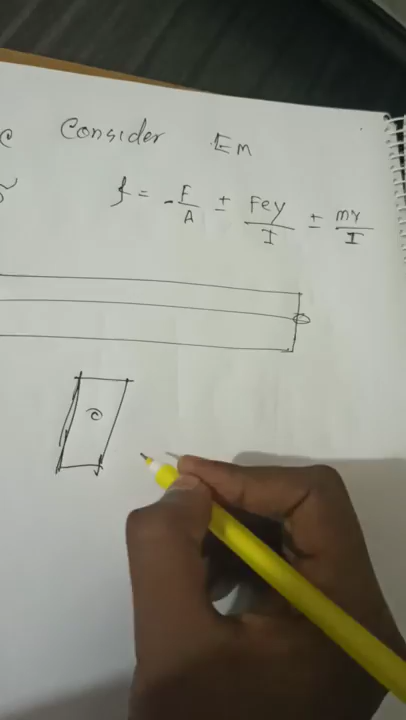 c Consider Em
f = - F/A ± Fey/I ± my/I
c